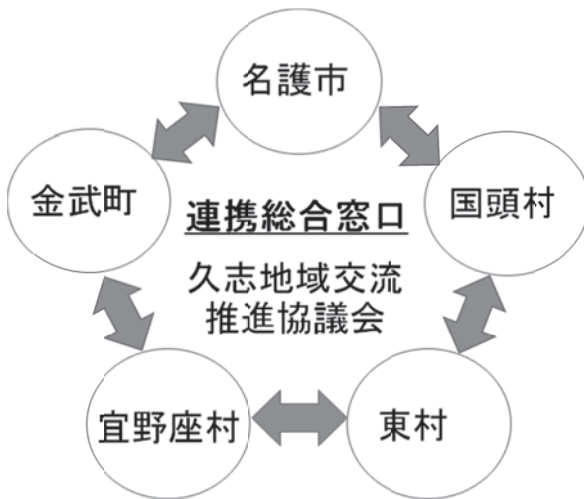 名護市
金武町
国頭村
連携総合窓口
久志地域交流
推進協議会
宜野座村
東村